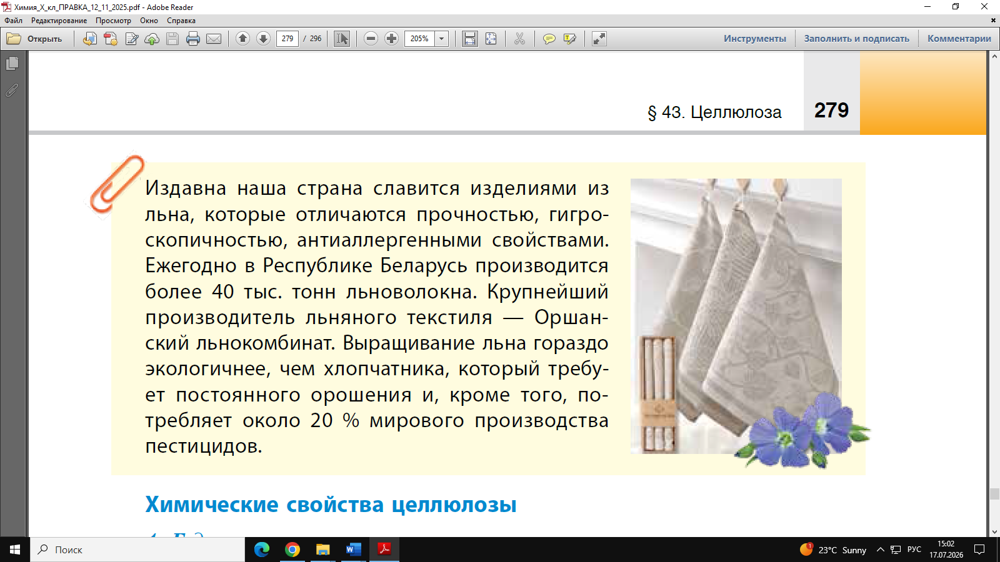 Химия_X_кл_ПРАВКА_12_11_2025.pdf - Adobe Reader
Файл Редактирование Просмотр Окно Справка
Открыть 279 / 296 205% Инструменты Заполнить и подписать Комментарии
§ 43. Целлюлоза 279
Издавна наша страна славится изделиями из
льна, которые отличаются прочностью, гигро-
скопичностью, антиаллергенными свойствами.
Ежегодно в Республике Беларусь производится
более 40 тыс. тонн льноволокна. Крупнейший
производитель льняного текстиля — Оршан-
ский льнокомбинат. Выращивание льна гораздо
экологичнее, чем хлопчатника, который требу-
ет постоянного орошения и, кроме того, по-
требляет около 20 % мирового производства
пестицидов.
Химические свойства целлюлозы
Поиск
1 23°C Sunny РУС 15:02
17.07.2026